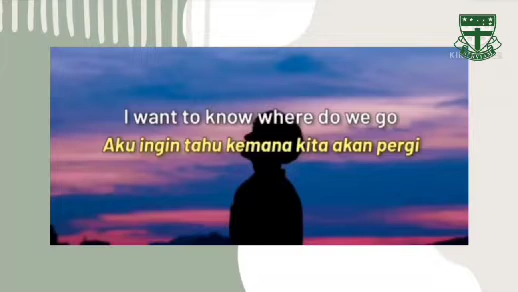 I want to know where do we go
Aku ingin tahu kemana kita akan pergi